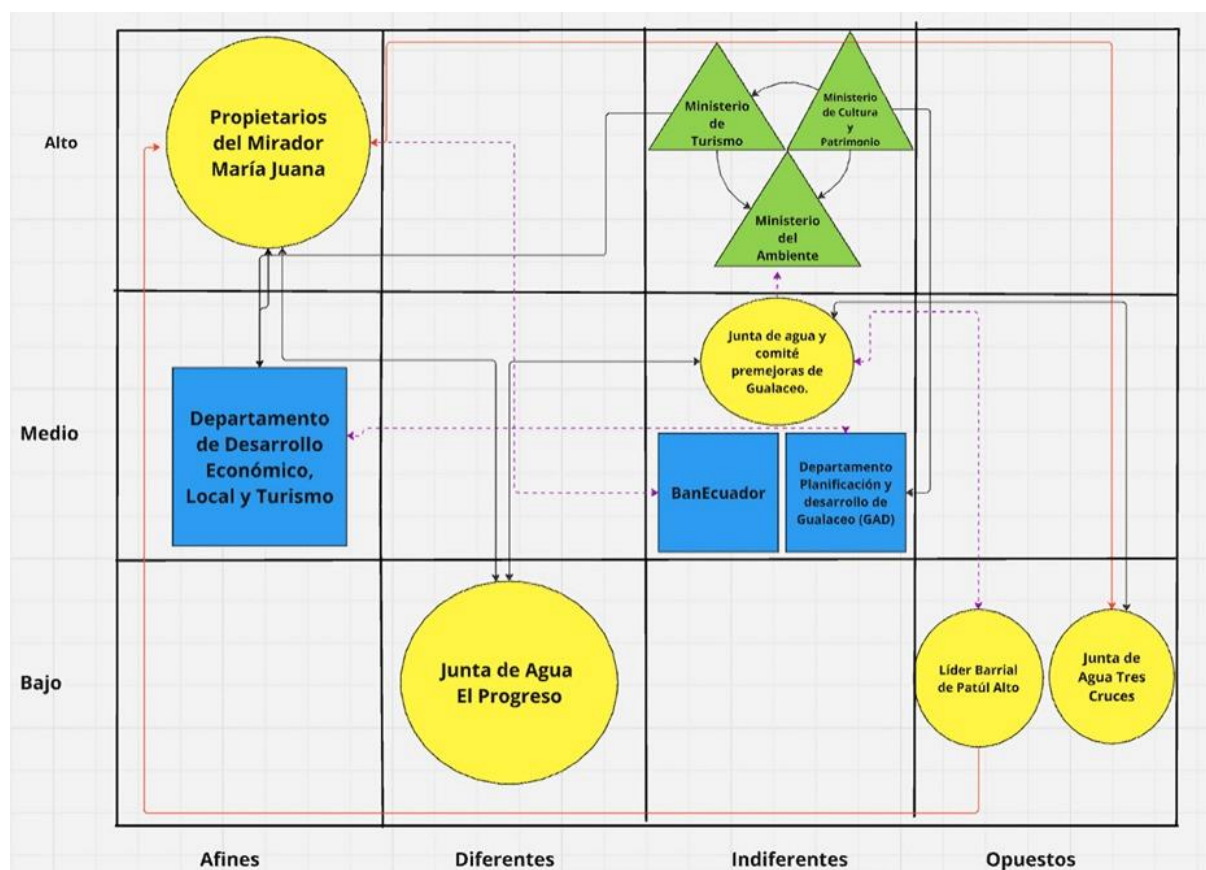 Alto
Propietarios
del Mirador
María Juana
Ministerio
de
Turismo
Ministerio
de Cultura
y
Patrimonio
Ministerio
del
Ambiente
Medio
Departamento
de Desarrollo
Económico,
Local y Turismo
Junta de agua y
comité
premejoras de
Gualaceo.
BanEcuador
Departamento
Planificación y
desarrollo de
Gualaceo (GAD)
Bajo
Junta de Agua
El Progreso
Líder Barrial
de Patúl Alto
Junta de
Agua Tres
Cruces
Afines
Diferentes
Indiferentes
Opuestos